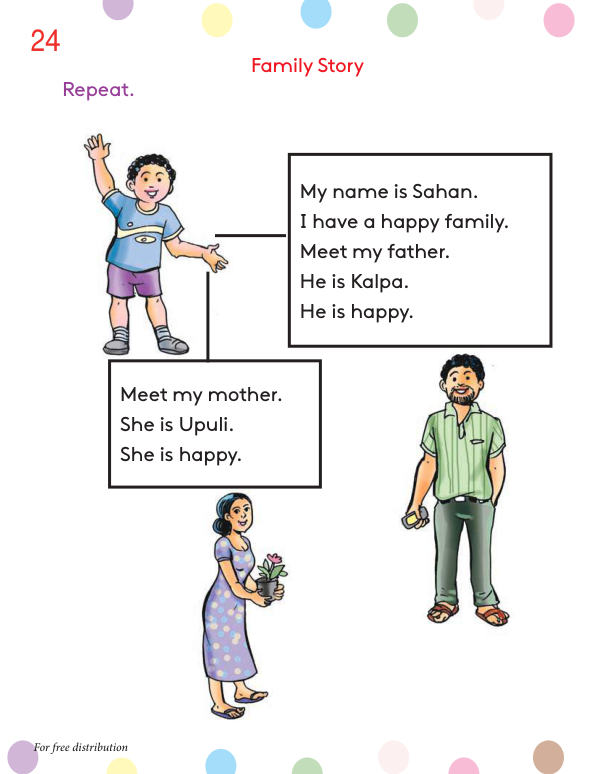 24
Family Story
Repeat.
My name is Sahan.
I have a happy family.
Meet my father.
He is Kalpa.
He is happy.
Meet my mother.
She is Upuli.
She is happy.
For free distribution